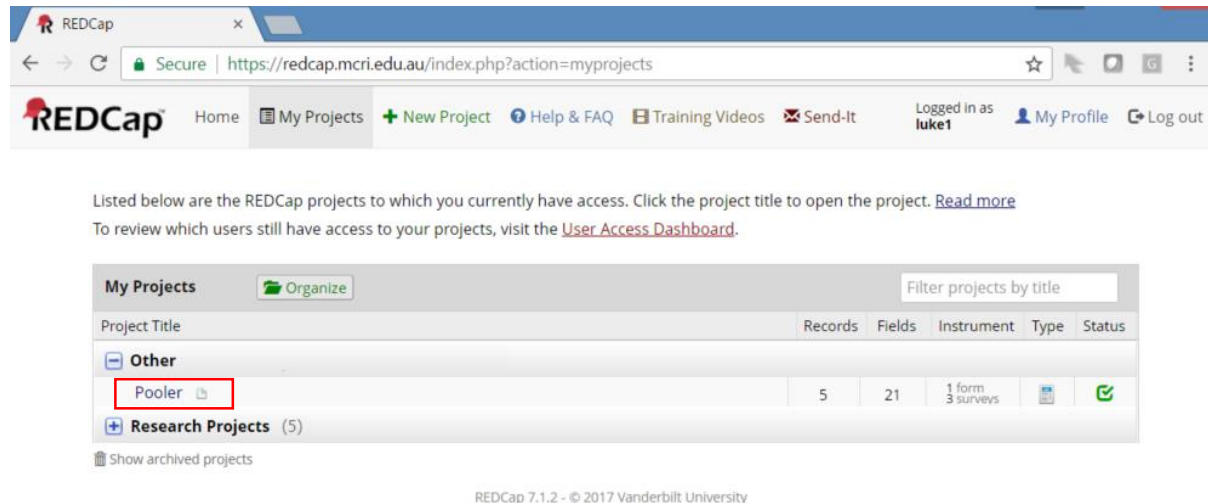 REDCap
Secure | https://redcap.mcri.edu.au/index.php?action=myprojects
G
REDCap Home My Projects New Project Help & FAQ Training Videos Send-It Logged in as luke1 My Profile Log out
Listed below are the REDCap projects to which you currently have access. Click the project title to open the project. Read more
To review which users still have access to your projects, visit the User Access Dashboard.
My Projects Organize Filter projects by title
Project Title Records Fields Instrument Type Status
Other
Pooler 5 21 1 form 3 surveys
Research Projects (5)
Show archived projects
REDCap 7.1.2 - © 2017 Vanderbilt University